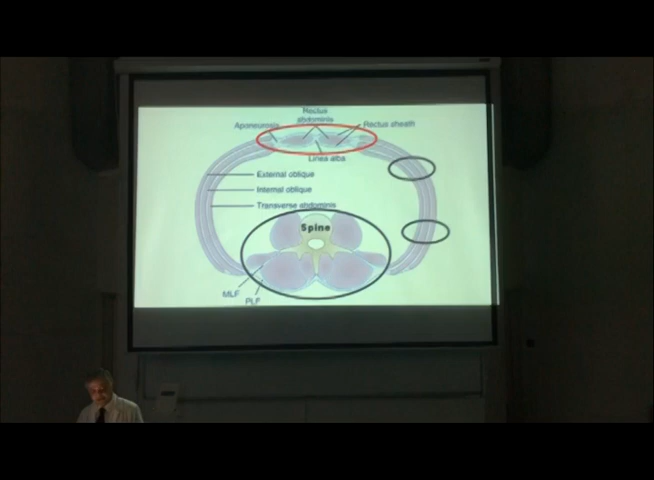 Rectus
abdominis
Aponeurosis
Rectus sheath
Linea alba
External oblique
Internal oblique
Transverse abdominis
Spine
MLF
PLF